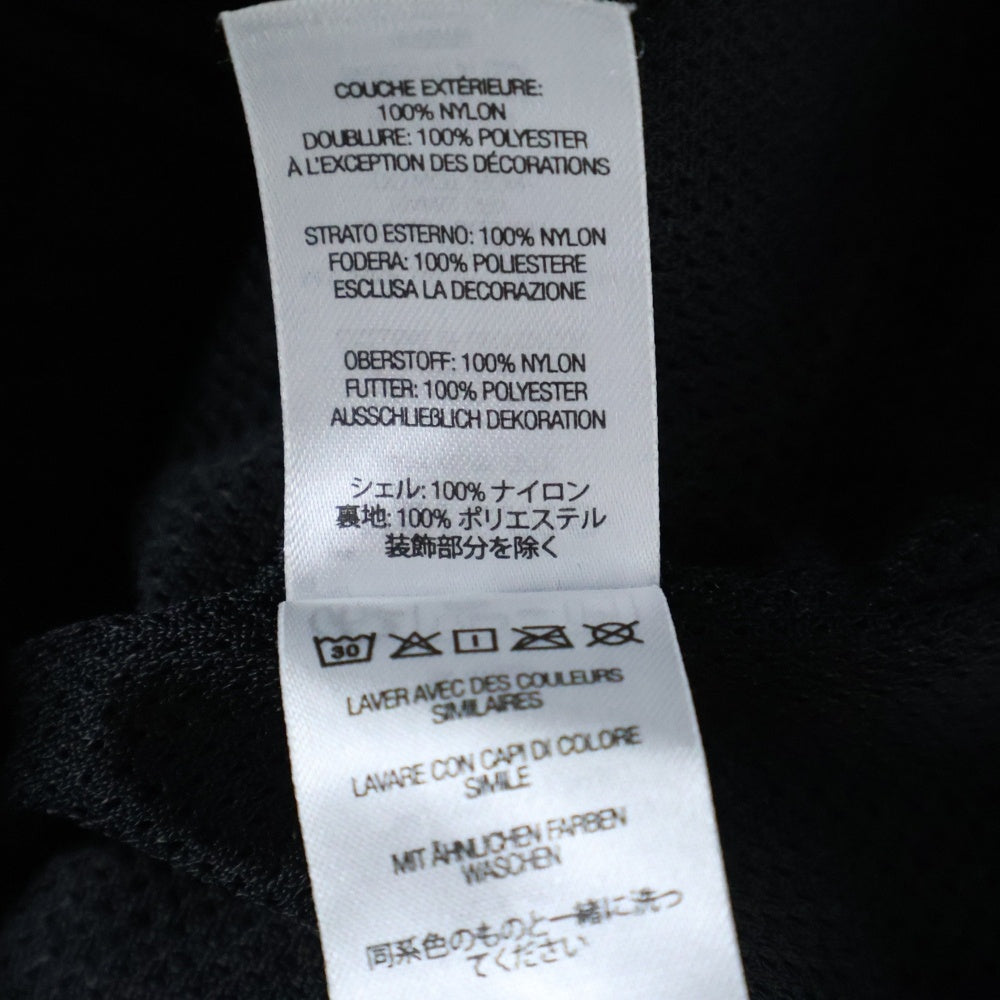 COUCHE EXTÉRIEURE:
100% NYLON
DOUBLURE: 100% POLYESTER
À L'EXCEPTION DES DÉCORATIONS
STRATO ESTERNO: 100% NYLON
FODERA: 100% POLIESTERE
ESCLUSA LA DECORAZIONE
OBERSTOFF: 100% NYLON
FUTTER: 100% POLYESTER
AUSSCHLIEßLICH DEKORATION
シェル: 100% ナイロン
裏地: 100% ポリエステル
装飾部分を除く
30
LAVER AVEC DES COULEURS
SIMILAIRES
LAVARE CON CAPI DI COLORE
SIMILE
MIT ÄHNLICHEN FARBEN
WASCHEN
同系色のものと一緒に洗っ
てください